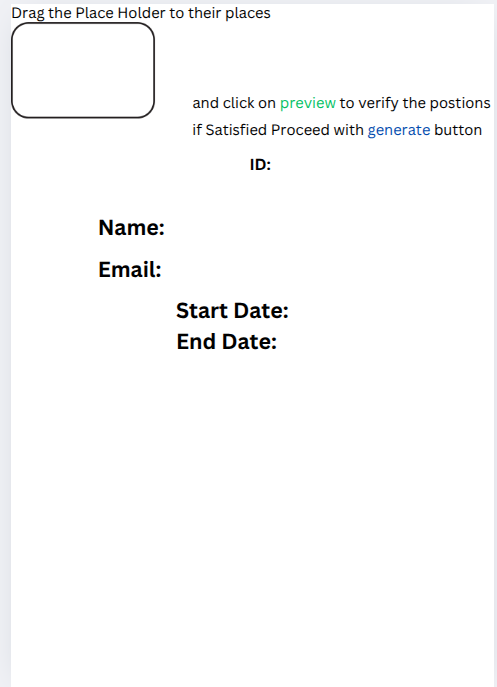 Drag the Place Holder to their places
and click on preview to verify the postions
if Satisfied Proceed with generate button
ID:
Name:
Email:
Start Date:
End Date: